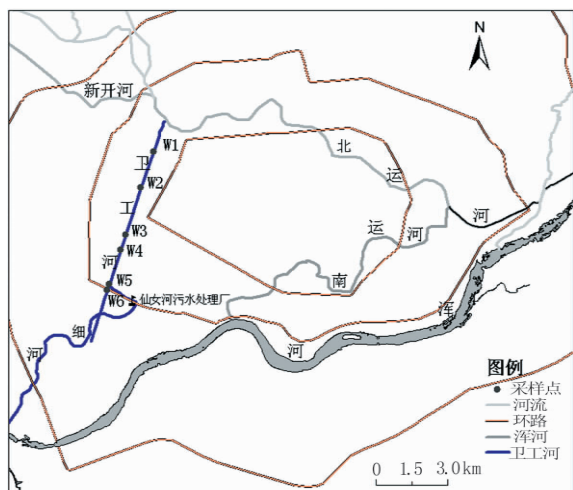 N
新开河
W1
卫
W2
北
运
河
工
W3
W4
运
河
南
河
W5
W6
仙女河污水处理厂
细
河
浑
河
图例
采样点
河流
环路
浑河
卫工河
0 1.5 3.0 km